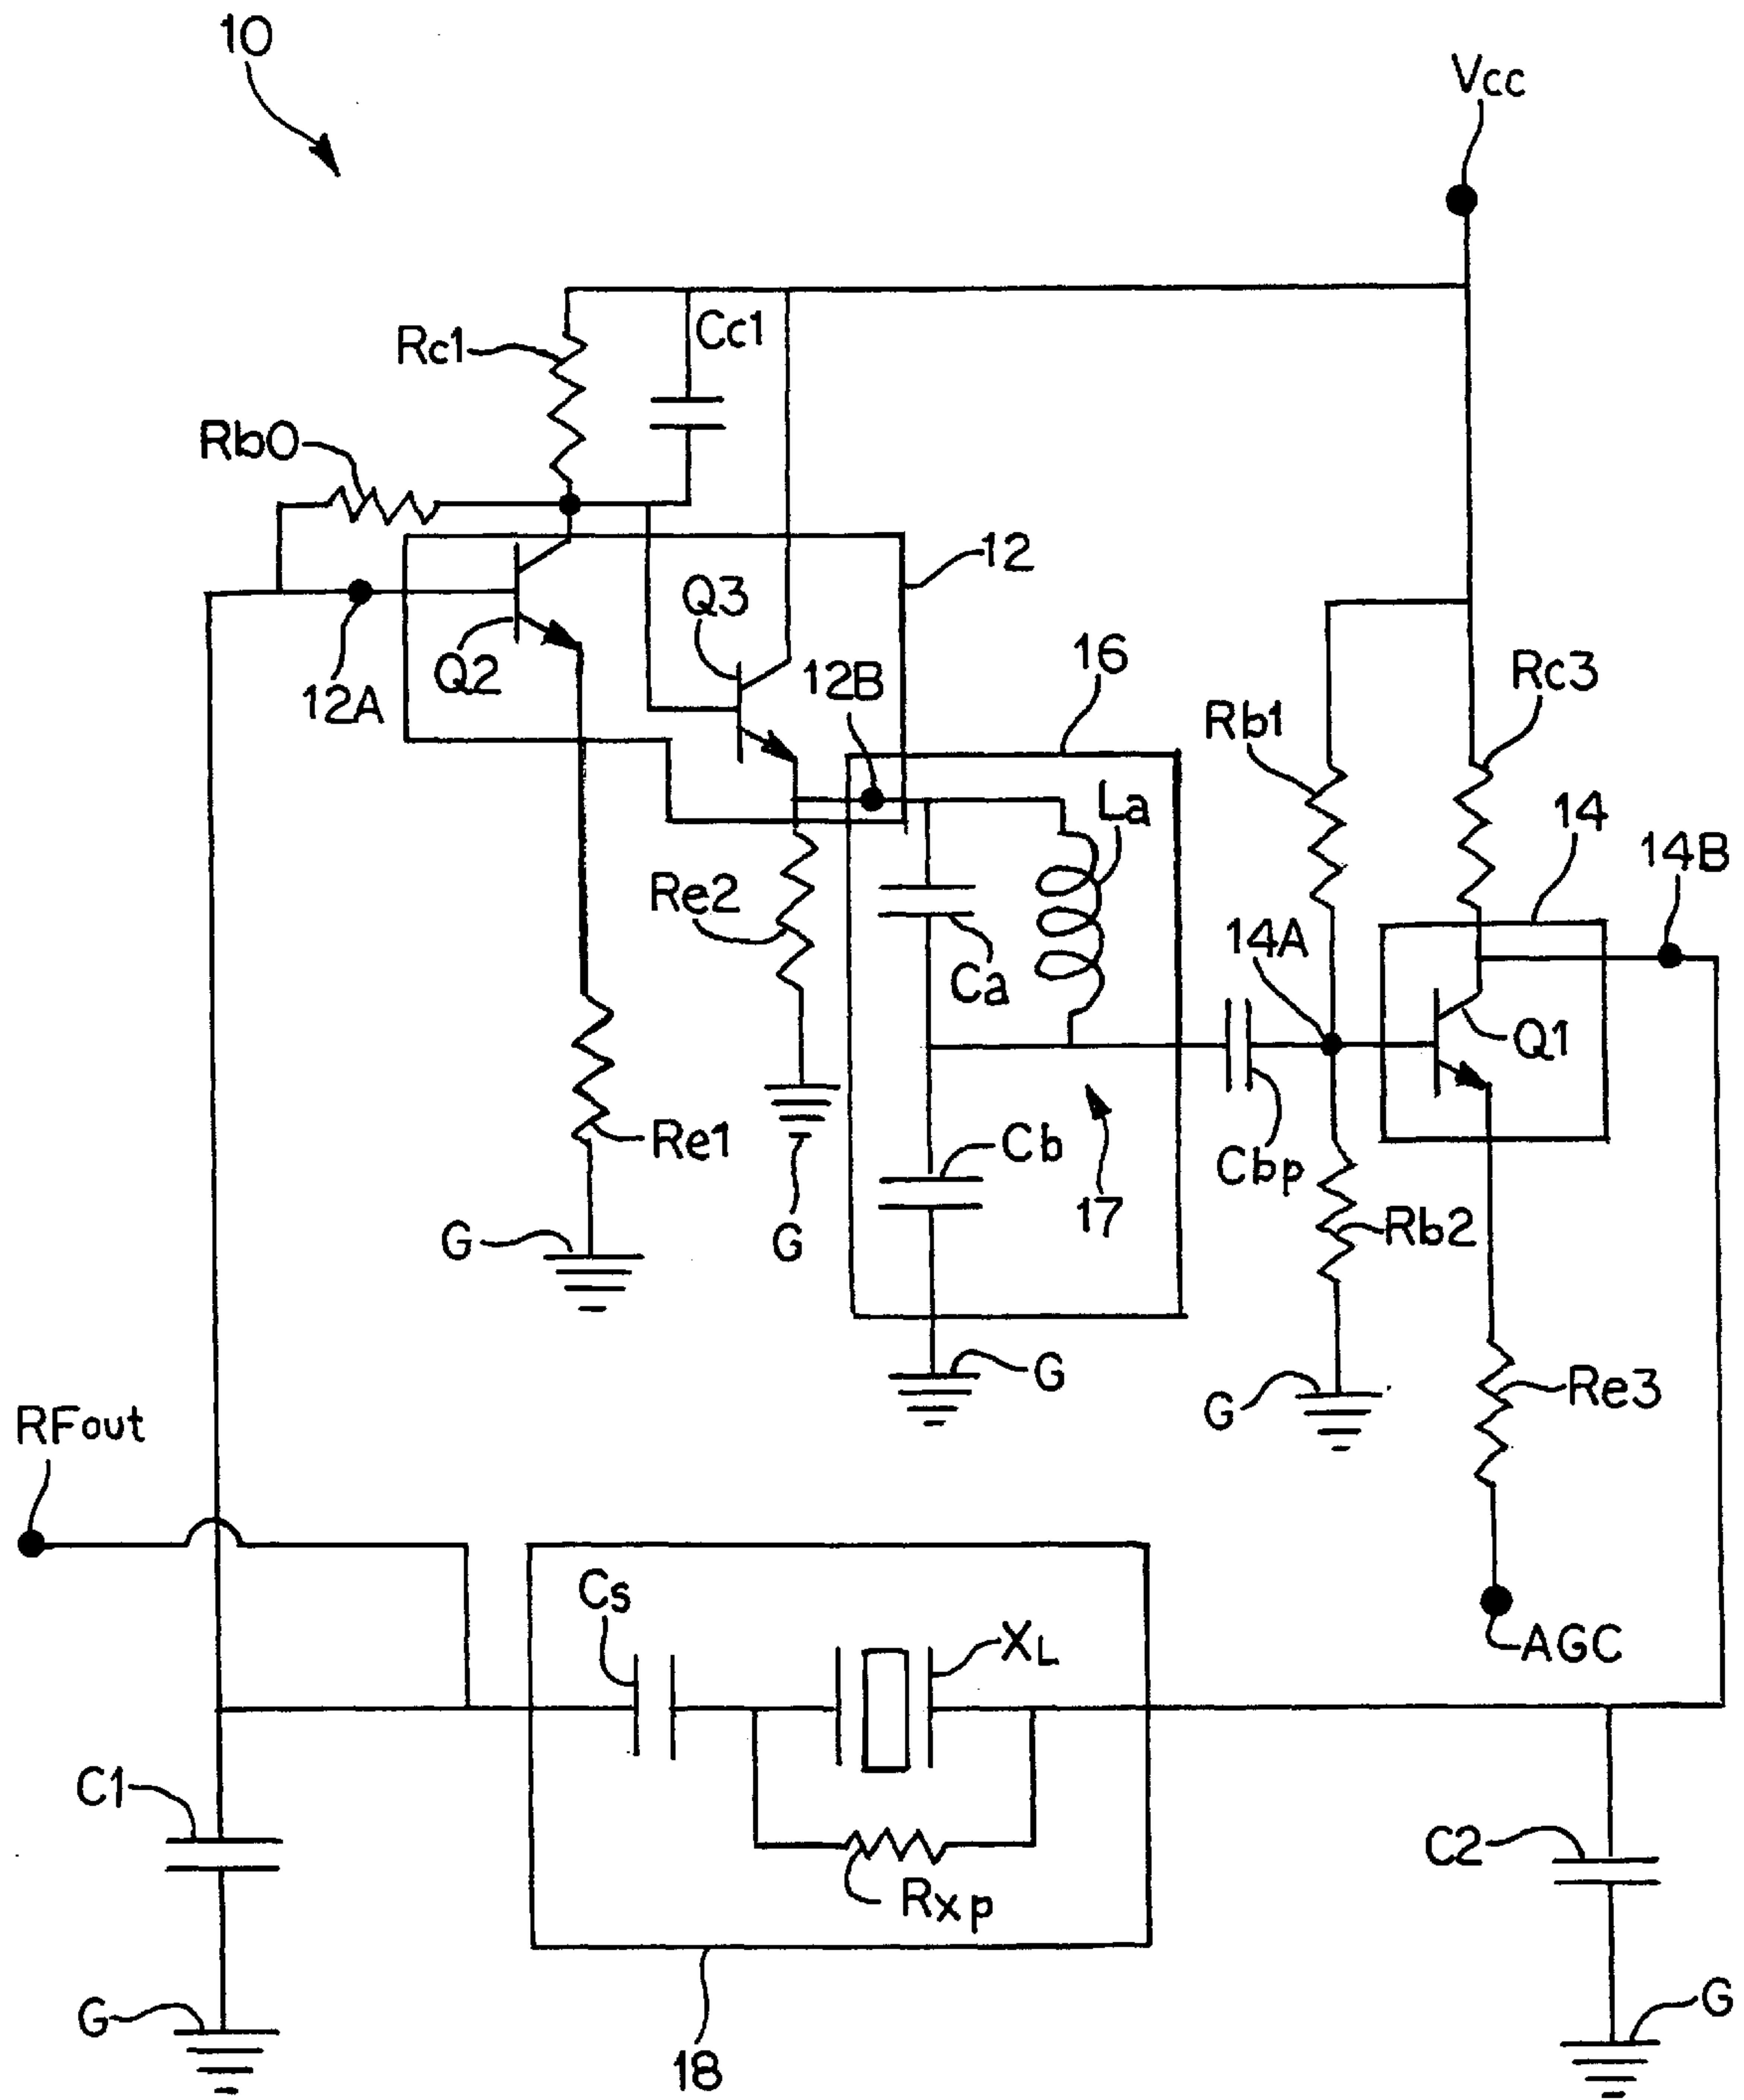 10
Vcc
Rc1
Cc1
Rb0
12
Q3
Q2
12A
12B
16
Rb1
Rc3
La
14
14B
Re2
Ca
14A
Q1
Re1
Cb
Cbp
17
G
G
Rb2
G
G
Re3
RFout
Cs
XL
AGC
C1
C2
Rxp
G
G
18